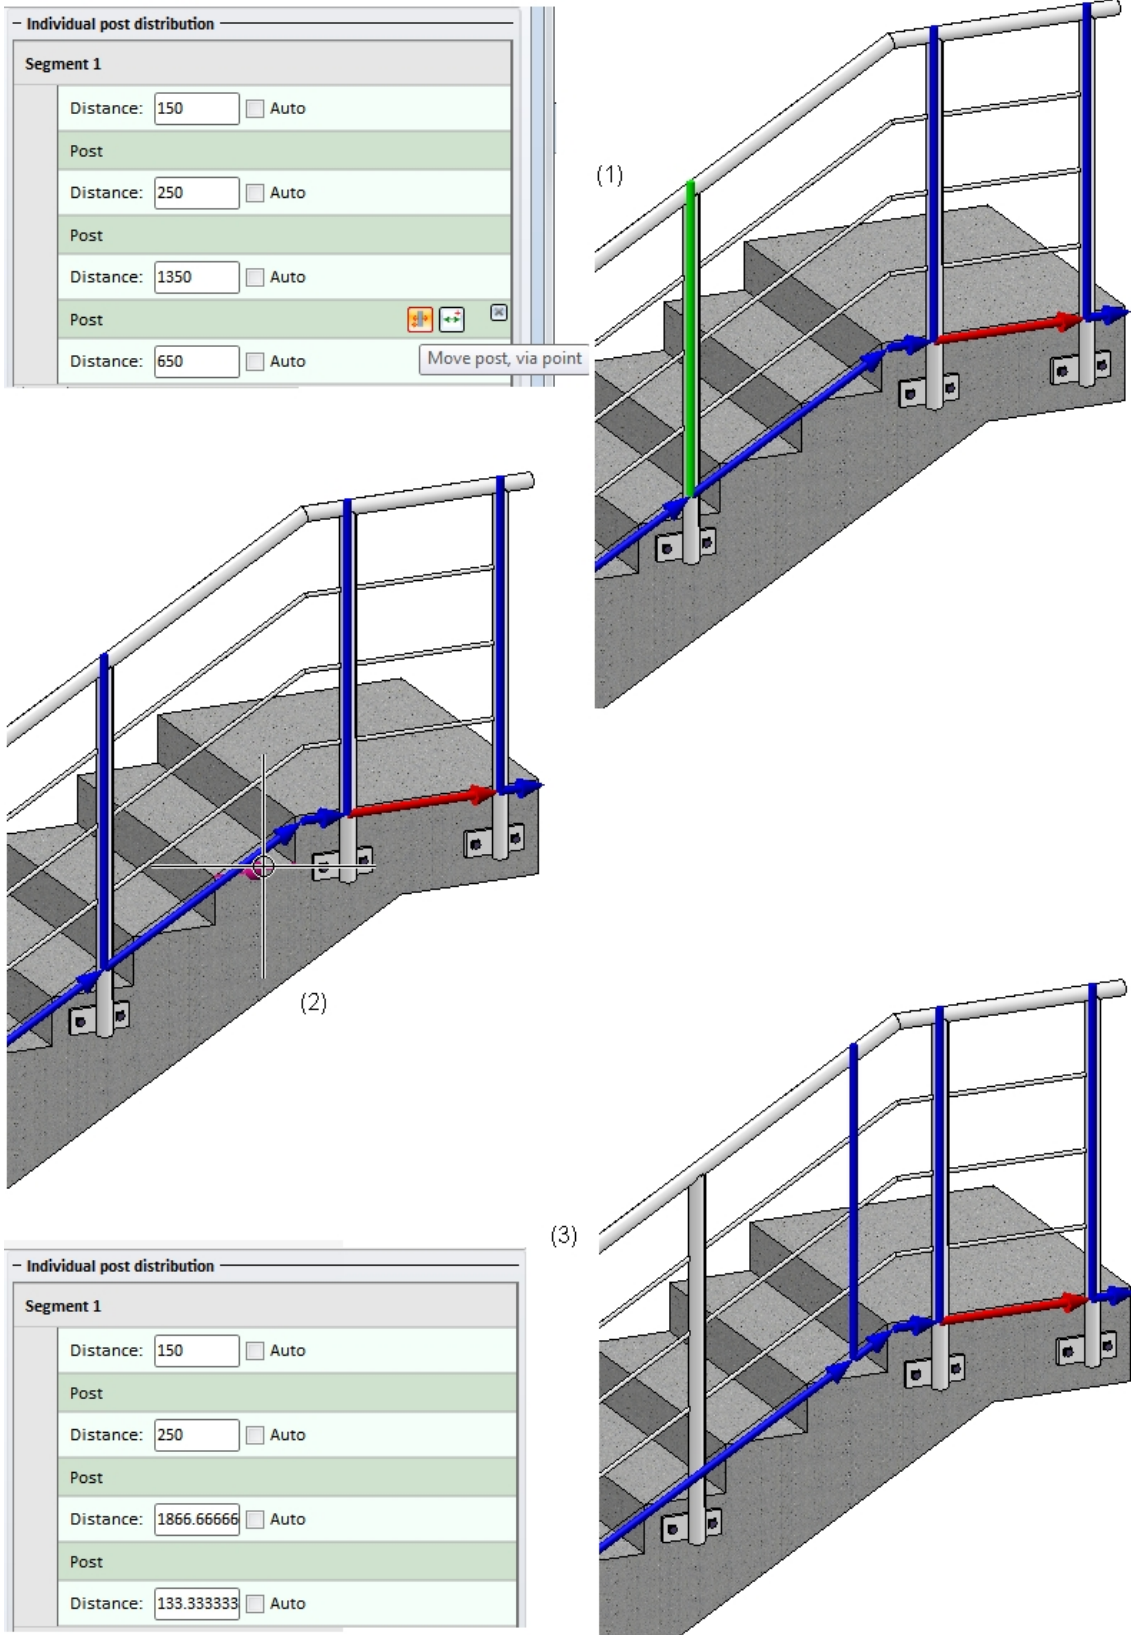 Individual post distribution
Segment 1
Distance: 150 Auto
Post
Distance: 250 Auto
Post
Distance: 1350 Auto
Post
Distance: 650 Auto
Move post, via point
(1)
(2)
(3)
Individual post distribution
Segment 1
Distance: 150 Auto
Post
Distance: 250 Auto
Post
Distance: 1866.66666 Auto
Post
Distance: 133.333333 Auto